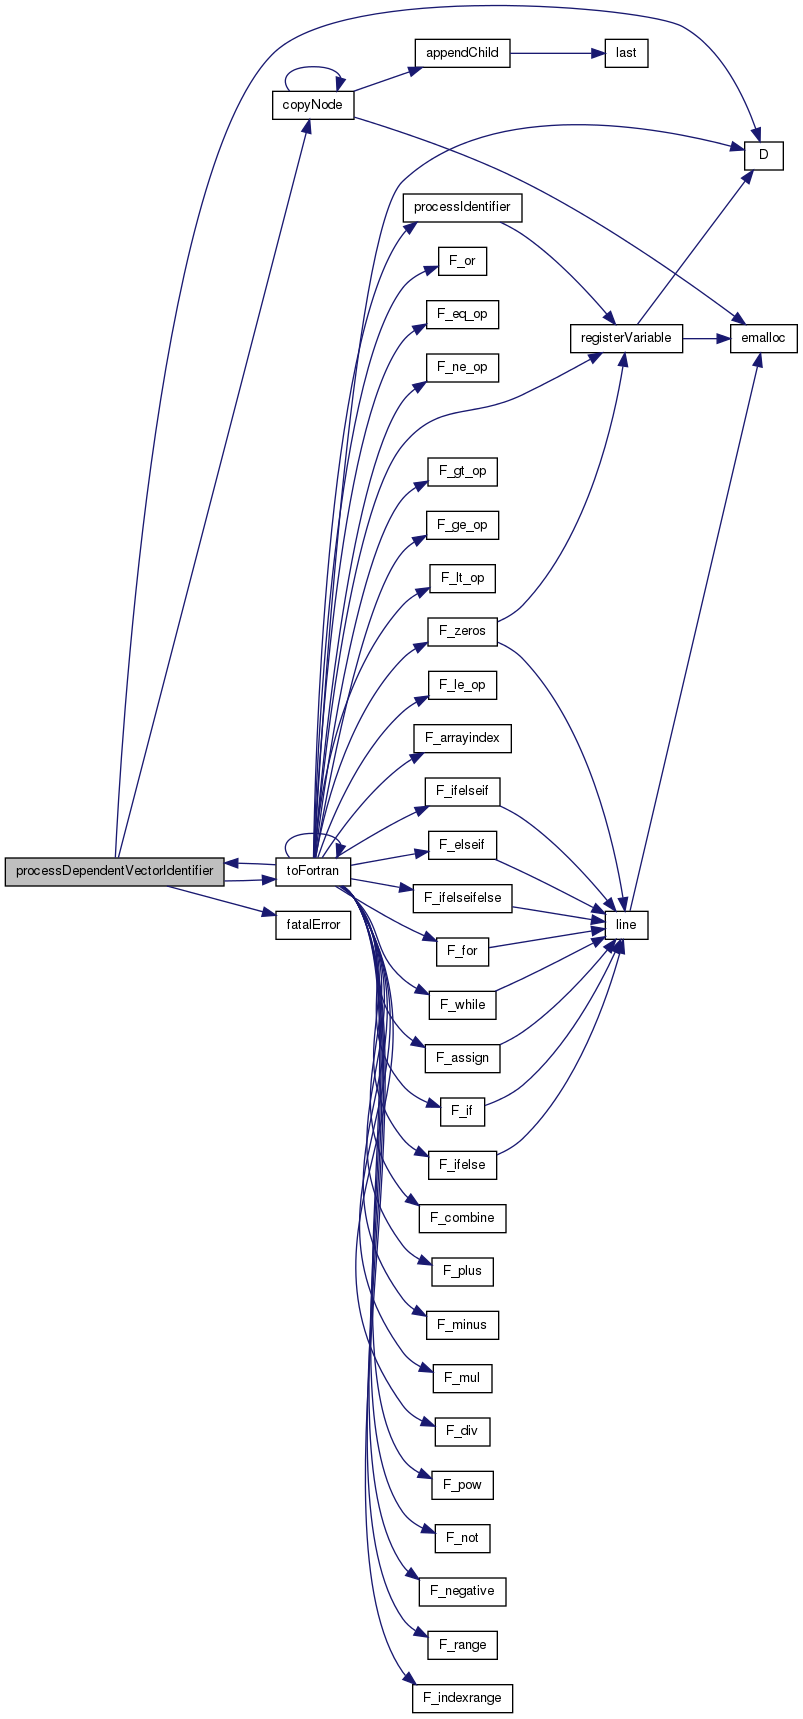 appendChild
last
copyNode
D
processIdentifier
F_or
F_eq_op
registerVariable
emalloc
F_ne_op
F_gt_op
F_ge_op
F_lt_op
F_zeros
F_le_op
F_arrayindex
F_ifelseif
F_elseif
processDependentVectorIdentifier
toFortran
F_ifelseifelse
fatalError
line
F_for
F_while
F_assign
F_if
F_ifelse
F_combine
F_plus
F_minus
F_mul
F_div
F_pow
F_not
F_negative
F_range
F_indexrange